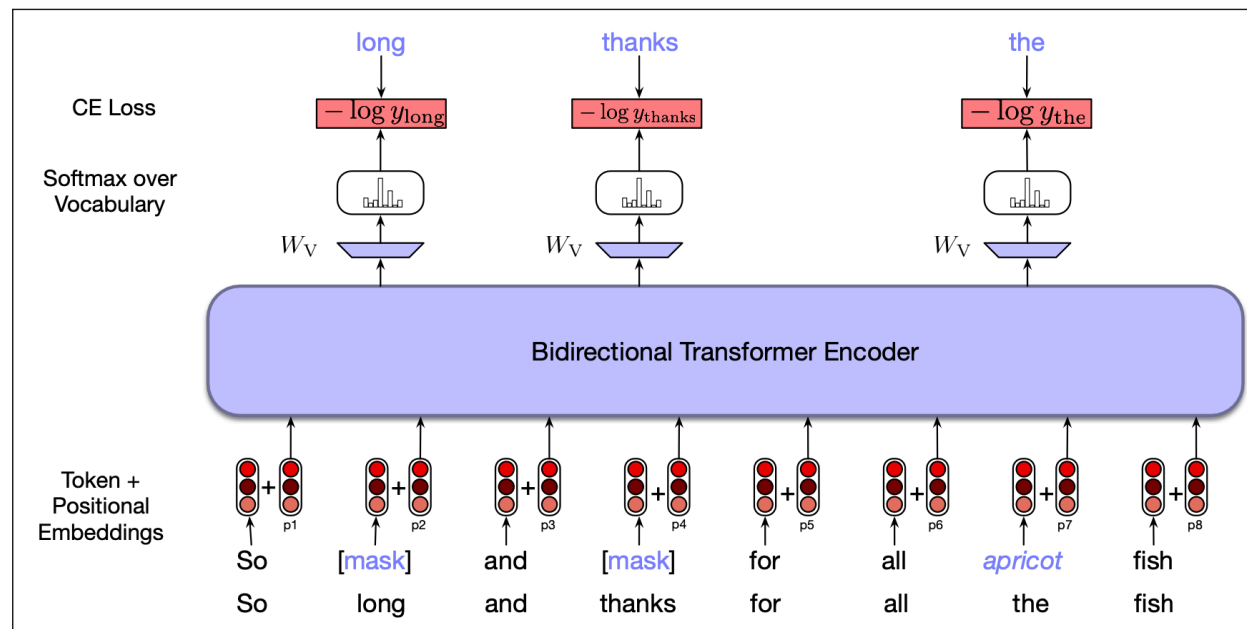 long thanks the
CE Loss
− log y_long − log y_thanks − log y_the
Softmax over
Vocabulary
W_V W_V W_V
Bidirectional Transformer Encoder
Token +
Positional
Embeddings
+ + + + + + + +
p1 p2 p3 p4 p5 p6 p7 p8
So [mask] and [mask] for all apricot fish
So long and thanks for all the fish